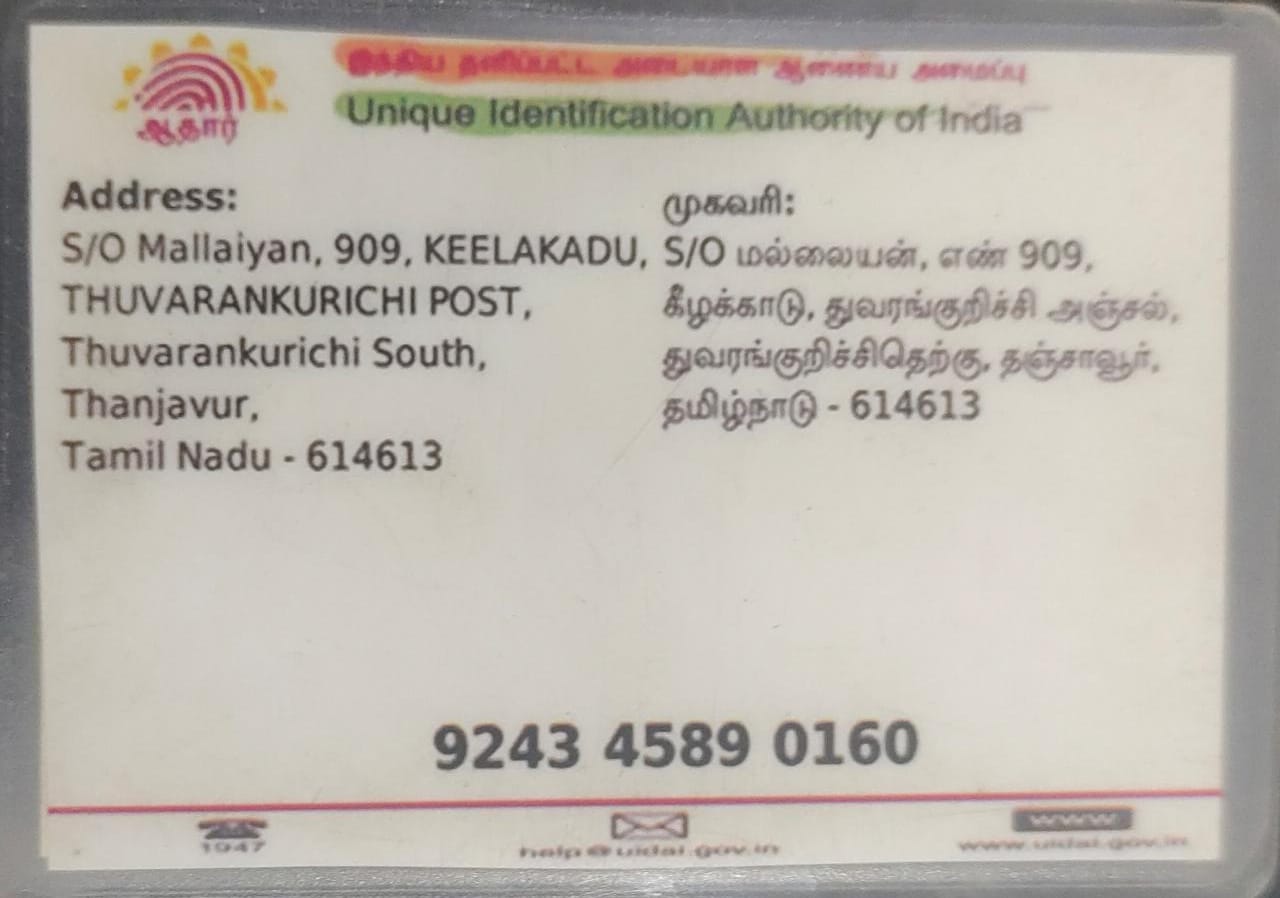 ஆதார்
இந்திய தனிப்பட்ட அடையாள ஆணைய அமைப்பு
Unique Identification Authority of India
Address:
S/O Mallaiyan, 909, KEELAKADU,
THUVARANKURICHI POST,
Thuvarankurichi South,
Thanjavur,
Tamil Nadu - 614613
முகவரி:
S/O மல்லையன், எண் 909,
கீழக்காடு, துவரங்குறிச்சி அஞ்சல்,
துவரங்குறிச்சிதெற்கு, தஞ்சாவூர்,
தமிழ்நாடு - 614613
9243 4589 0160
1947
help@uidai.gov.in
www
www.uidai.gov.in